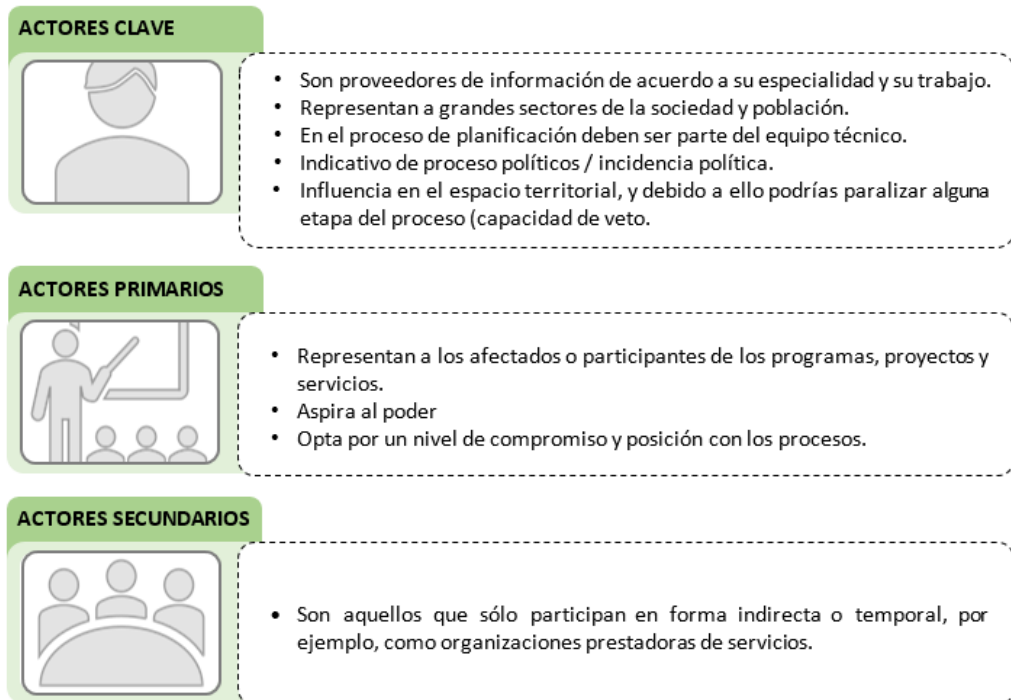 ACTORES CLAVE
• Son proveedores de información de acuerdo a su especialidad y su trabajo.
• Representan a grandes sectores de la sociedad y población.
• En el proceso de planificación deben ser parte del equipo técnico.
• Indicativo de proceso políticos / incidencia política.
• Influencia en el espacio territorial, y debido a ello podrías paralizar alguna
etapa del proceso (capacidad de veto.
ACTORES PRIMARIOS
• Representan a los afectados o participantes de los programas, proyectos y
servicios.
• Aspira al poder
• Opta por un nivel de compromiso y posición con los procesos.
ACTORES SECUNDARIOS
• Son aquellos que sólo participan en forma indirecta o temporal, por
ejemplo, como organizaciones prestadoras de servicios.